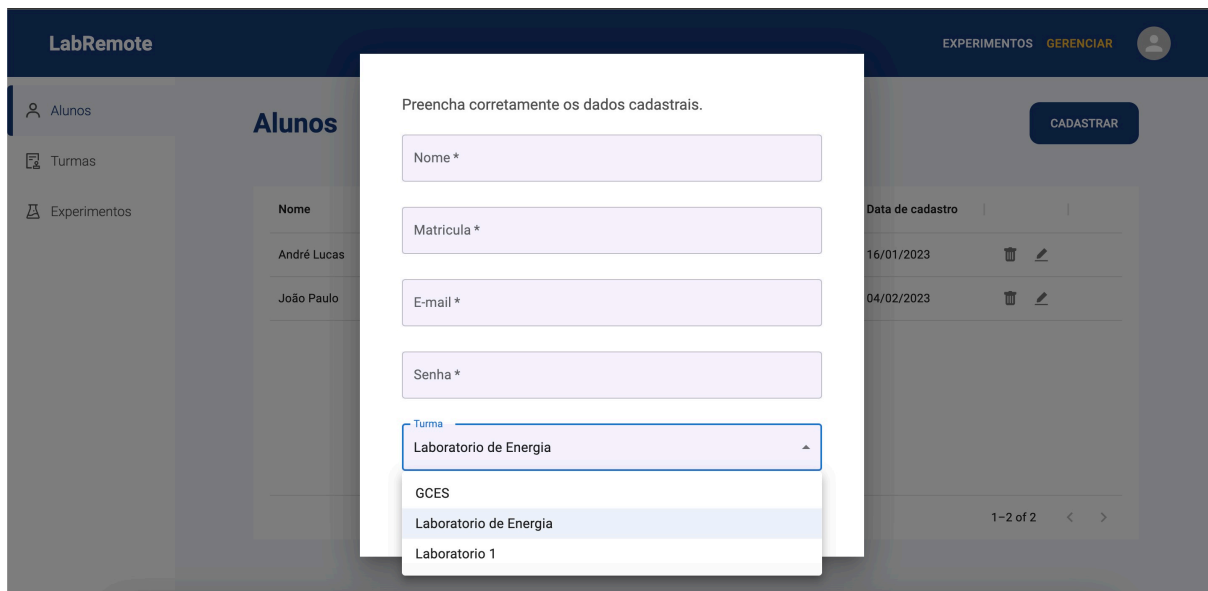 LabRemote
EXPERIMENTOS GERENCIAR
Alunos
Turmas
Experimentos
Alunos
CADASTRAR
Nome
Data de cadastro
André Lucas
16/01/2023
João Paulo
04/02/2023
1–2 of 2
Preencha corretamente os dados cadastrais.
Nome *
Matricula *
E-mail *
Senha *
Turma
Laboratorio de Energia
GCES
Laboratorio de Energia
Laboratorio 1